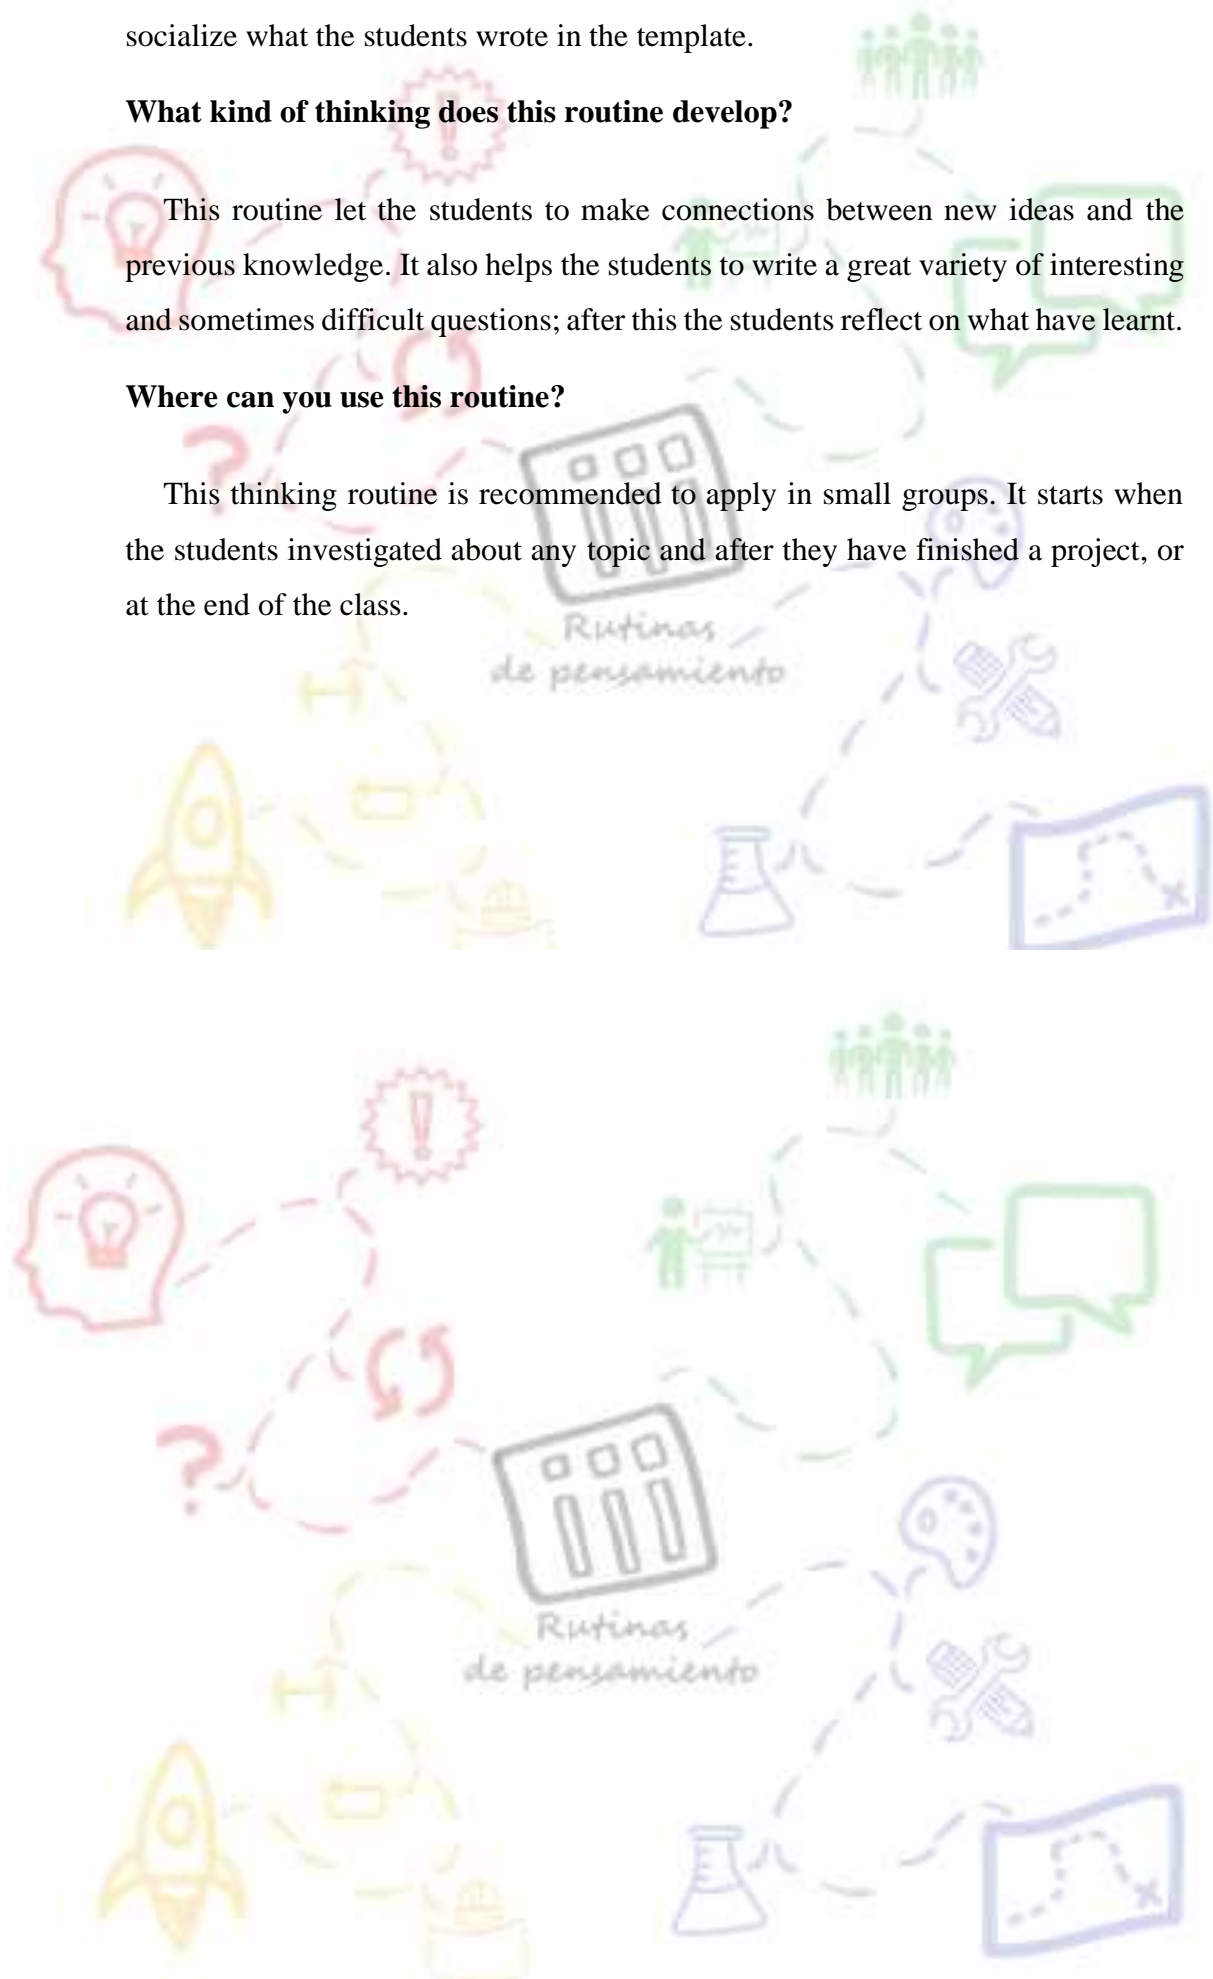 socialize what the students wrote in the template.
What kind of thinking does this routine develop?
This routine let the students to make connections between new ideas and the
previous knowledge. It also helps the students to write a great variety of interesting
and sometimes difficult questions; after this the students reflect on what have learnt.
Where can you use this routine?
This thinking routine is recommended to apply in small groups. It starts when
the students investigated about any topic and after they have finished a project, or
at the end of the class.
Rutinas
de pensamiento
Rutinas
de pensamiento